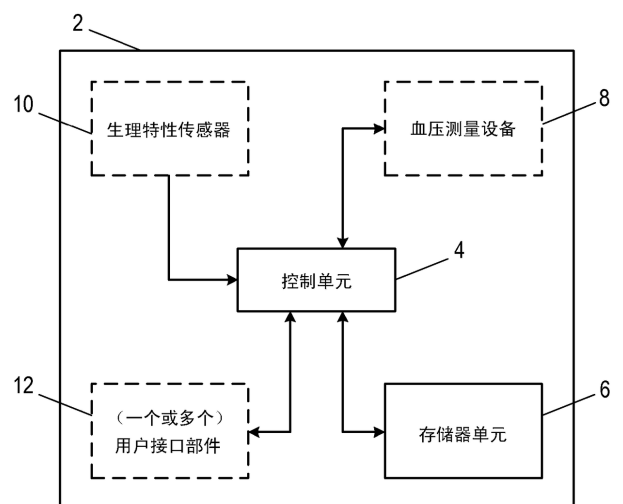 2
10
生理特性传感器
血压测量设备
8
控制单元
4
12
（一个或多个）
用户接口部件
存储器单元
6